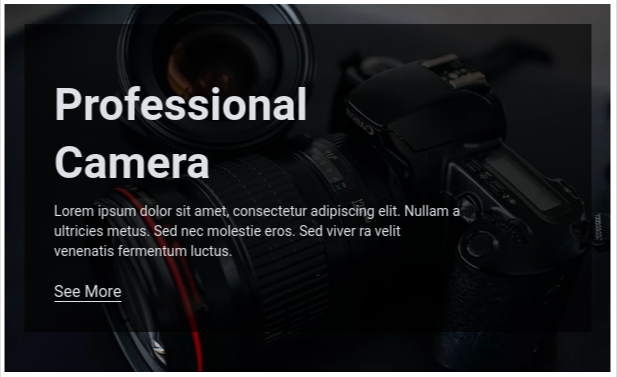 Professional
Camera
Lorem ipsum dolor sit amet, consectetur adipiscing elit. Nullam a
ultricies metus. Sed nec molestie eros. Sed viver ra velit
venenatis fermentum luctus.
See More